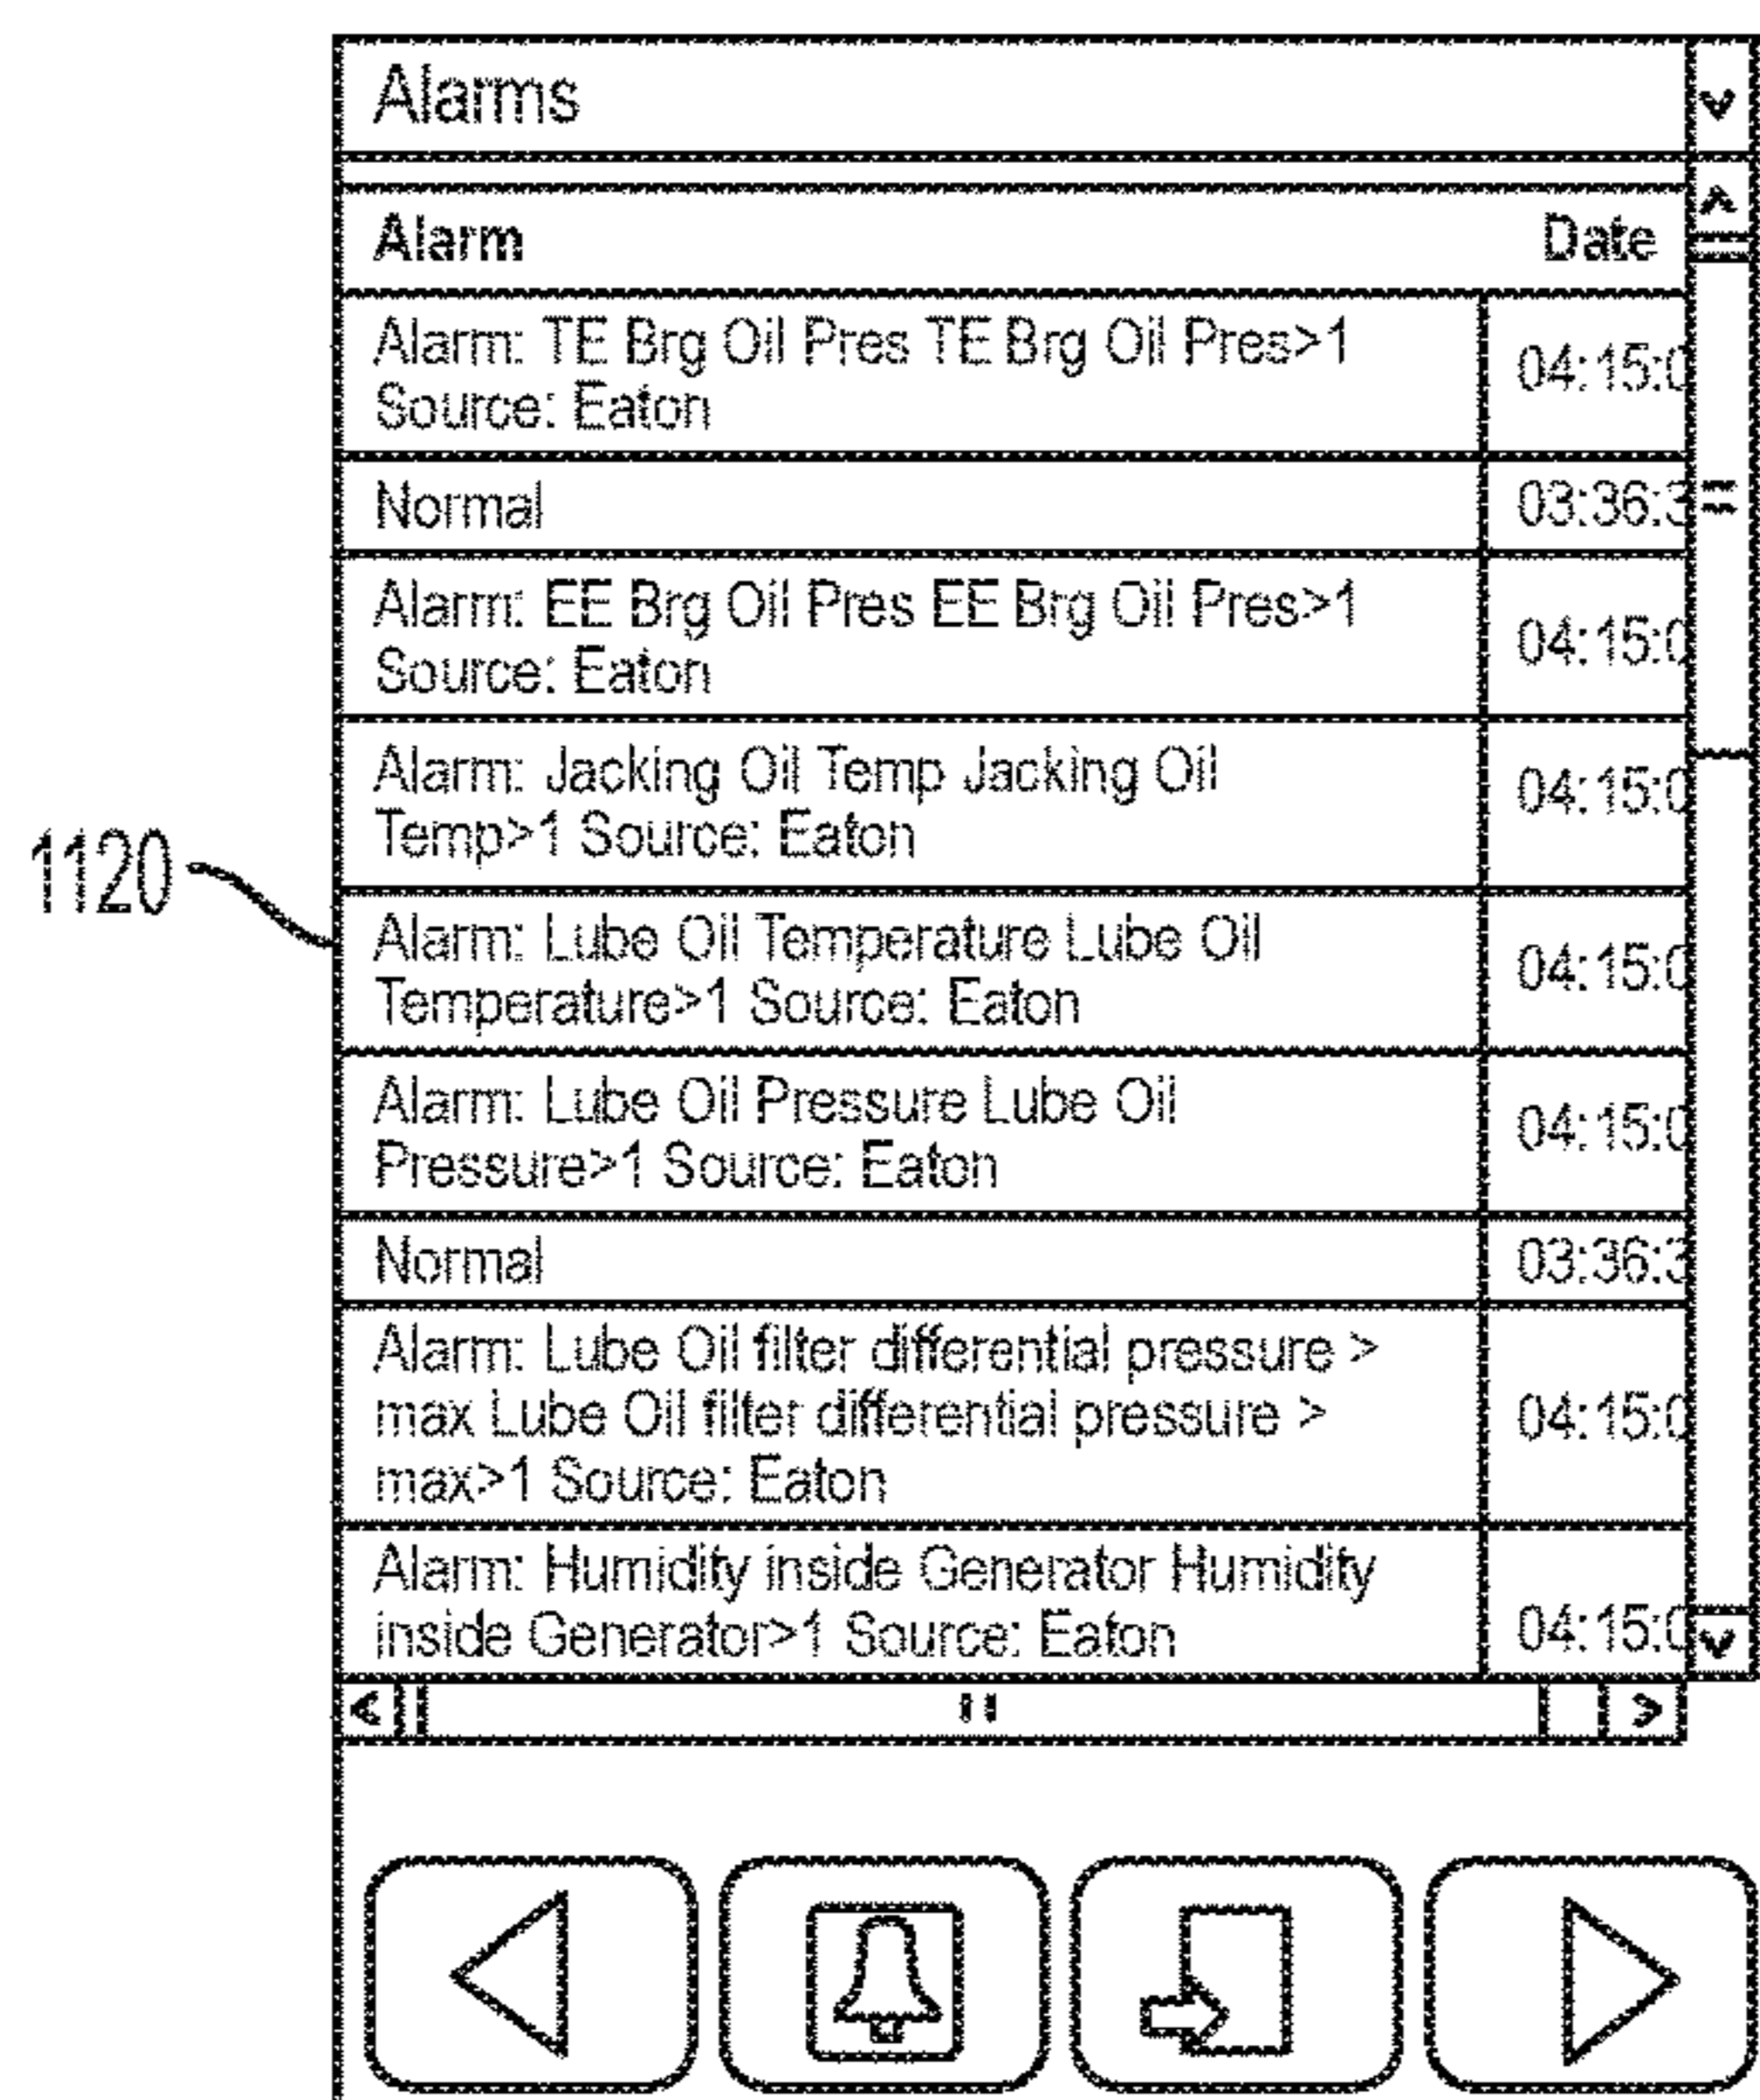 Alarms
Alarm Date
Alarm: TE Brg Oil Pres TE Brg Oil Pres>1
Source: Eaton
04:15:0
Normal 03:36:3
Alarm: EE Brg Oil Pres EE Brg Oil Pres>1
Source: Eaton
04:15:0
Alarm: Jacking Oil Temp Jacking Oil
Temp>1 Source: Eaton
04:15:0
1120
Alarm: Lube Oil Temperature Lube Oil
Temperature>1 Source: Eaton
04:15:0
Alarm: Lube Oil Pressure Lube Oil
Pressure>1 Source: Eaton
04:15:0
Normal 03:36:3
Alarm: Lube Oil filter differential pressure >
max Lube Oil filter differential pressure >
max>1 Source: Eaton
04:15:0
Alarm: Humidity inside Generator Humidity
inside Generator>1 Source: Eaton
04:15:0